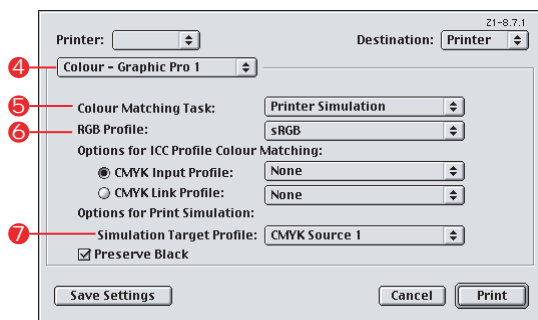 Z1-8.7.1
Printer: Destination: Printer
4 Colour - Graphic Pro 1
5 Colour Matching Task: Printer Simulation
6 RGB Profile: sRGB
Options for ICC Profile Colour Matching:
CMYK Input Profile: None
CMYK Link Profile: None
Options for Print Simulation:
7 Simulation Target Profile: CMYK Source 1
Preserve Black
Save Settings Cancel Print